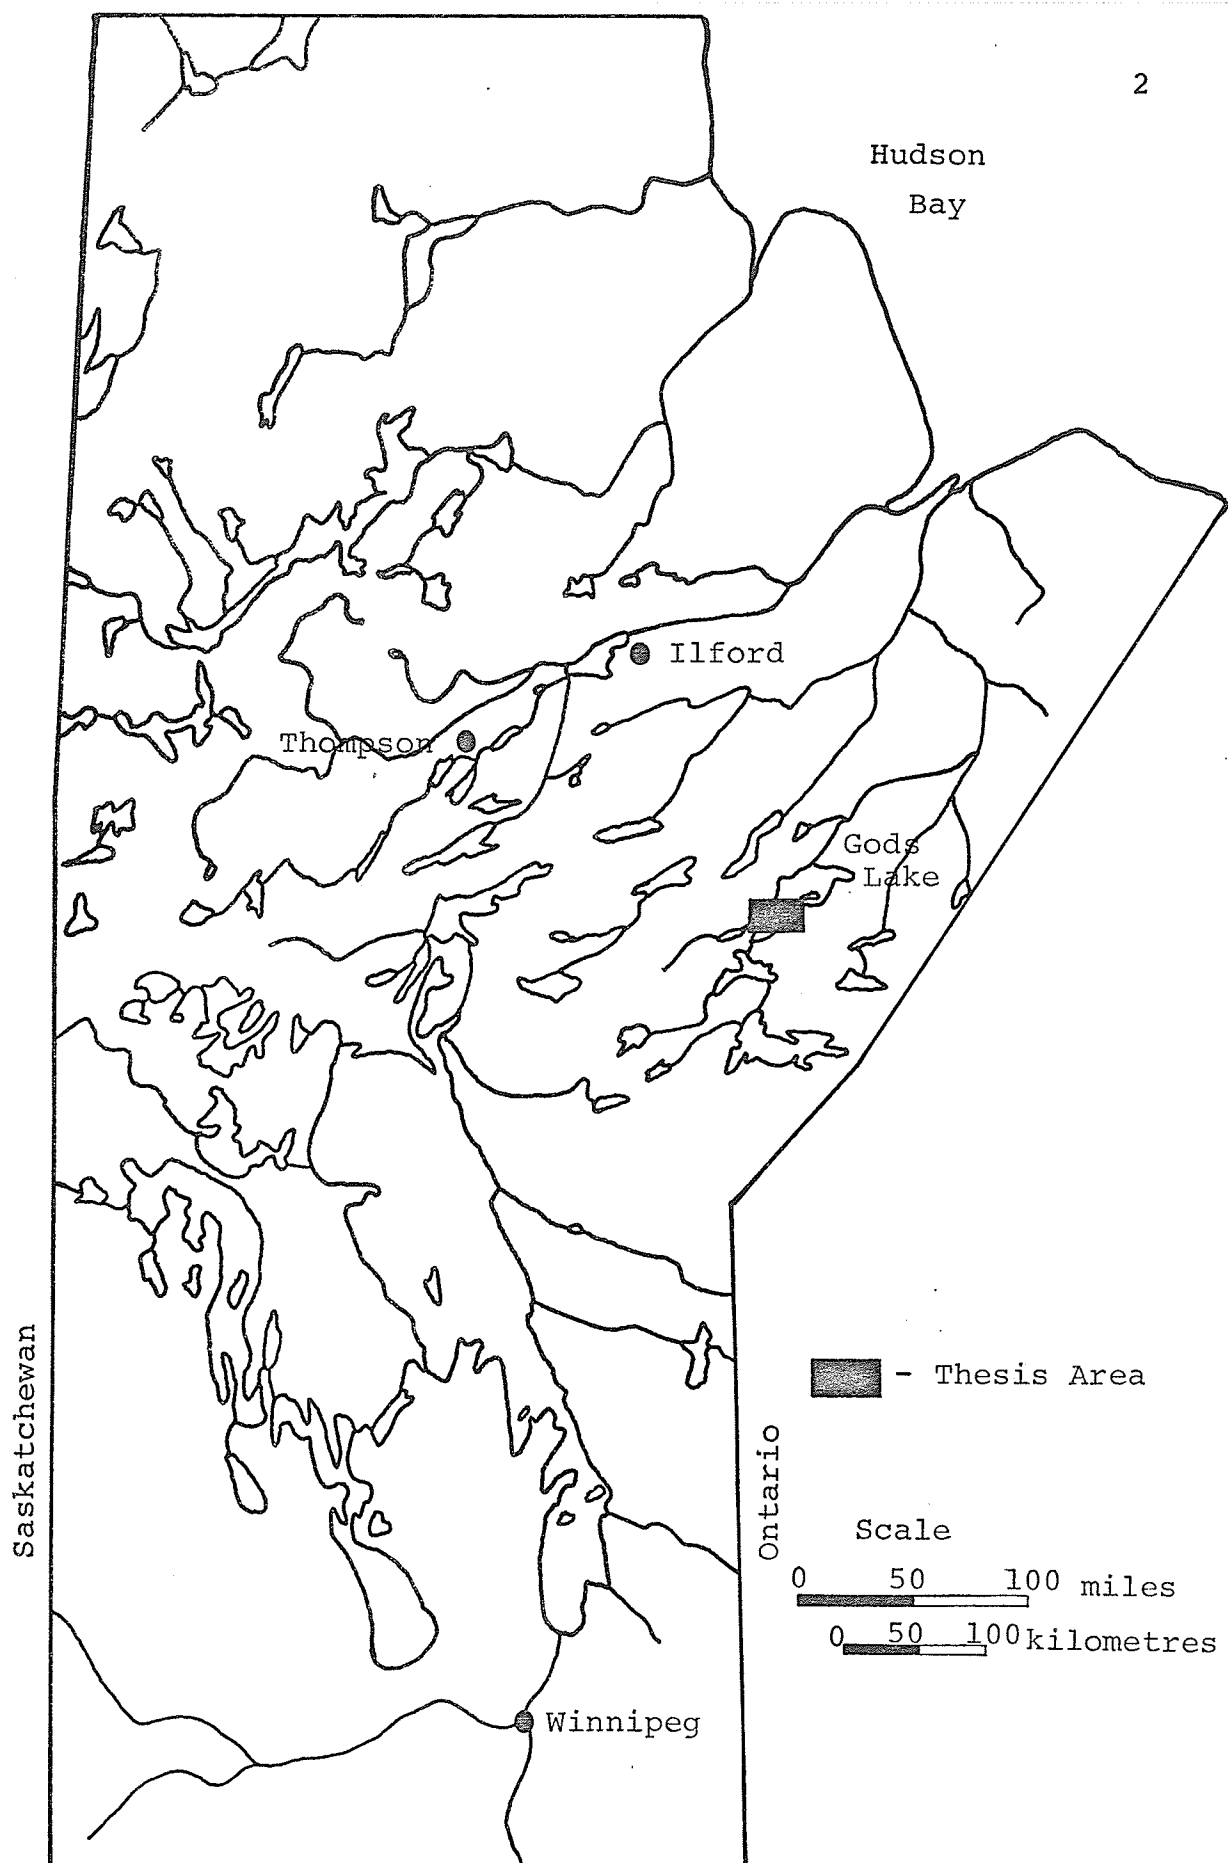 2
Hudson
Bay
Ilford
Thompson
Gods
Lake
- Thesis Area
Saskatchewan
Ontario
Scale
0 50 100 miles
0 50 100 kilometres
Winnipeg